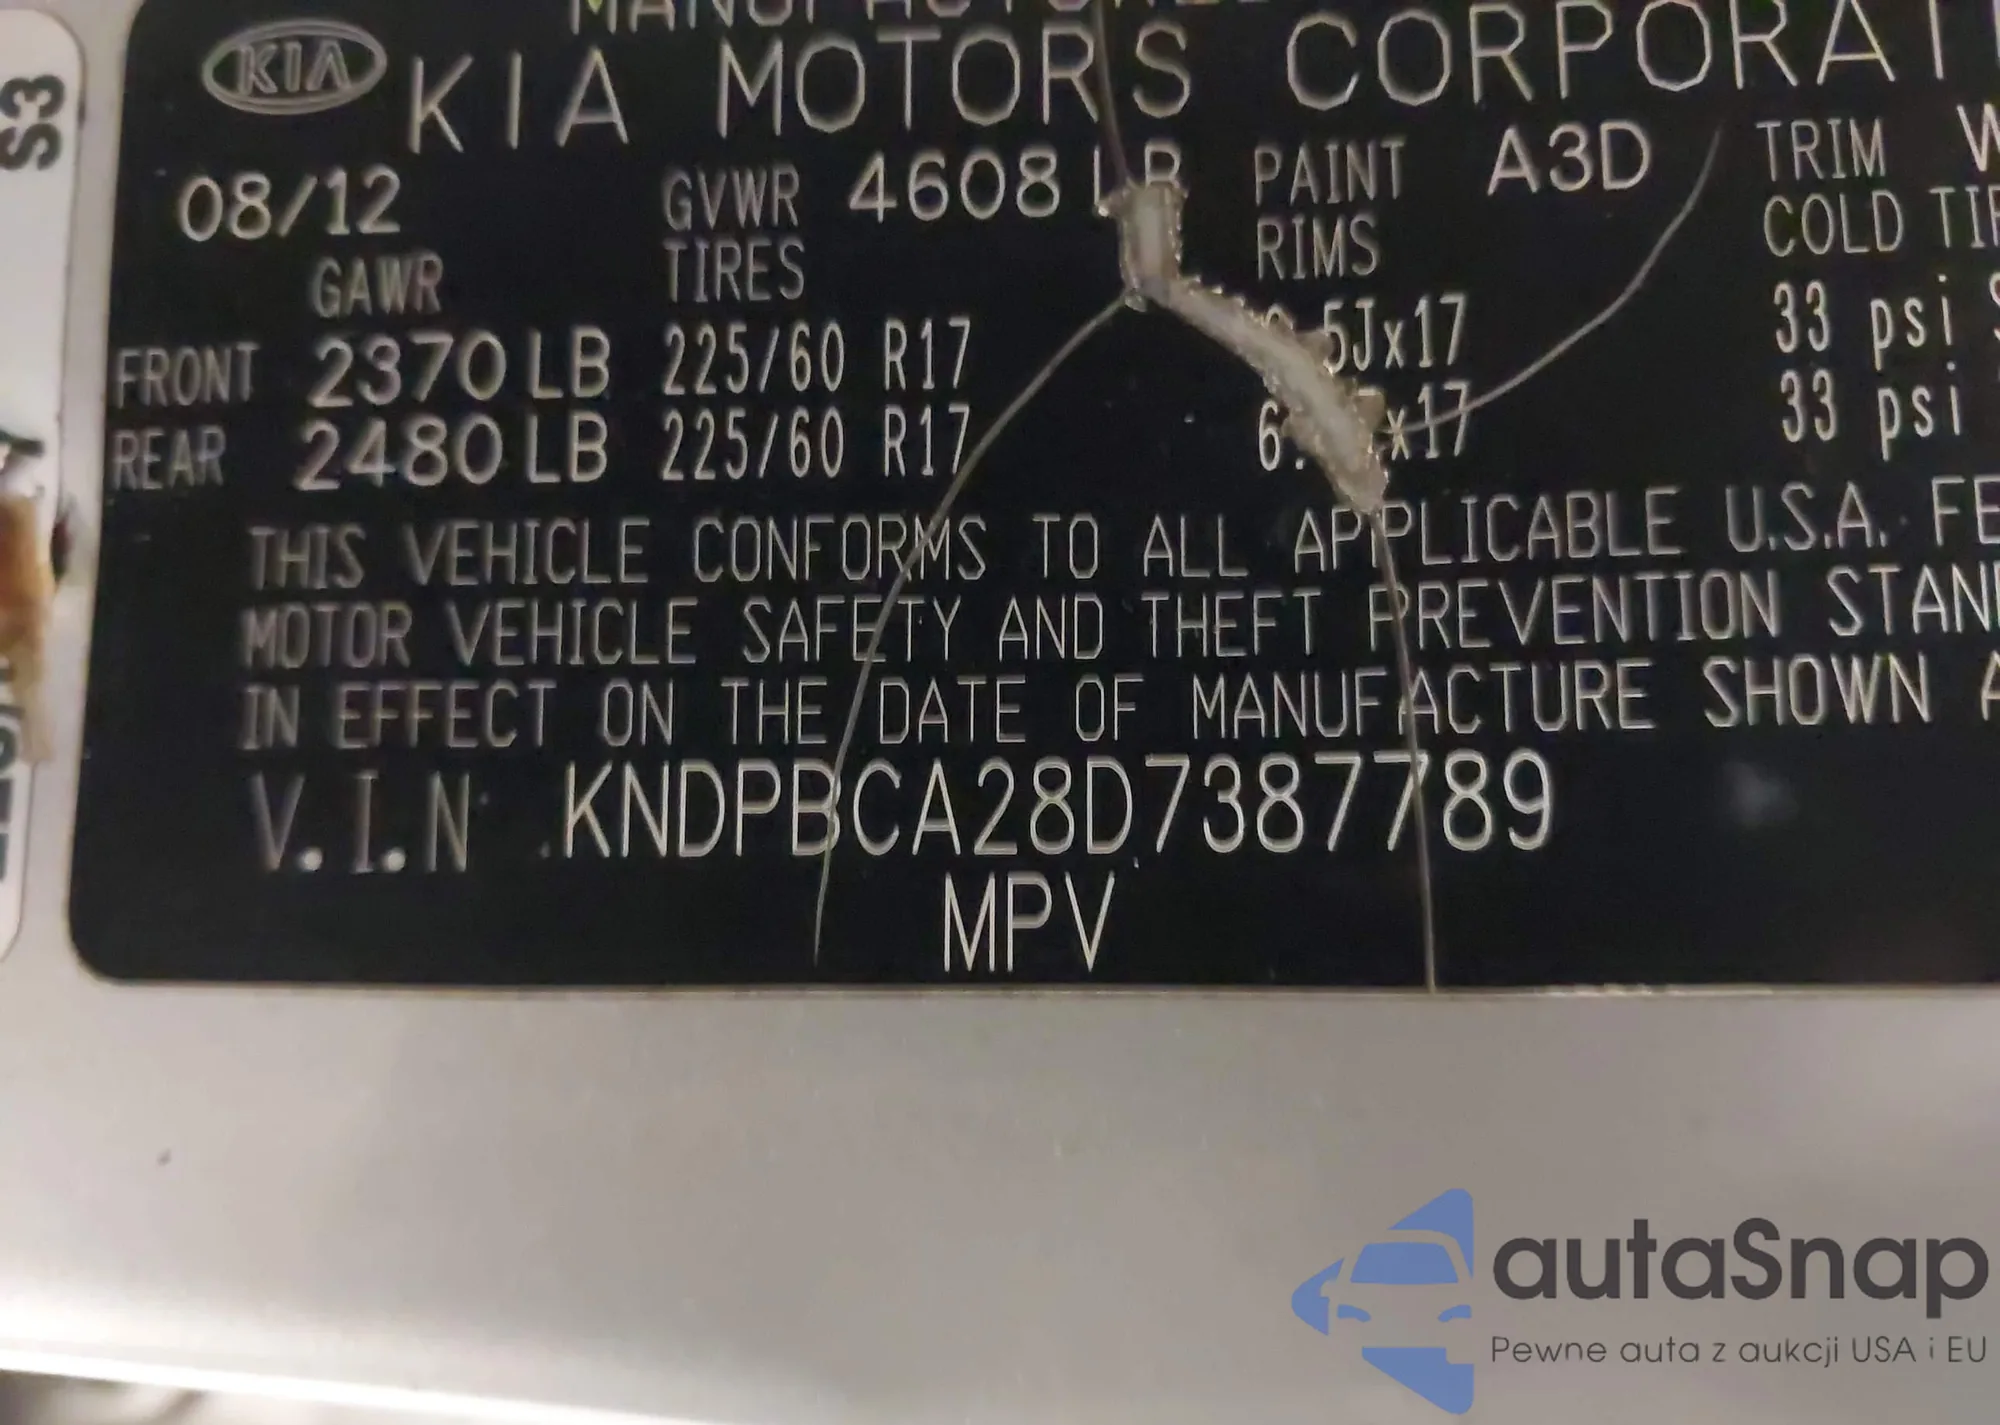 KIA
KIA MOTORS
08/12 GVWR 4608 LB PAINT A3D TRIM
GAWR TIRES RIMS COLD
FRONT 2370 LB 225/60 R17 5Jx17 33 psi
REAR 2480 LB 225/60 R17 x17 33 psi
THIS VEHICLE CONFORMS TO ALL APPLICABLE U.S.A.
MOTOR VEHICLE SAFETY AND THEFT PREVENTION
IN EFFECT ON THE DATE OF MANUFACTURE SHOWN
V.I.N .KNDPBCA28D7387789
MPV
S3
autaSnap
Pewne auta z aukcji USA i EU